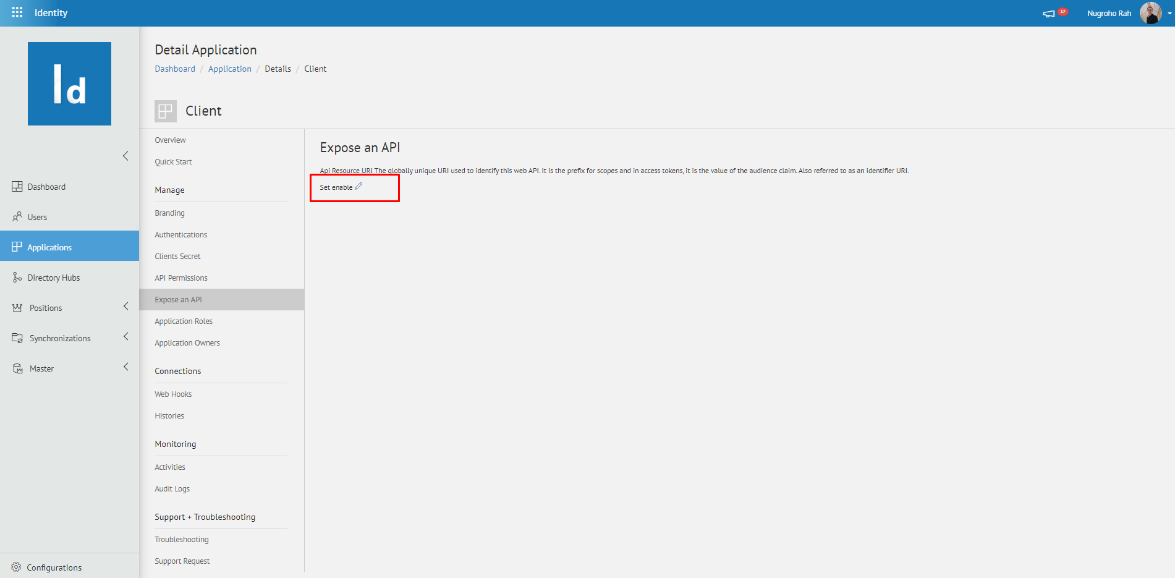 Identity
Nugroho Rah
Id
Dashboard
Users
Applications
Directory Hubs
Positions
Synchronizations
Master
Configurations
Detail Application
Dashboard / Application / Details / Client
Client
Overview
Quick Start
Manage
Branding
Authentications
Clients Secret
API Permissions
Expose an API
Application Roles
Application Owners
Connections
Web Hooks
Histories
Monitoring
Activities
Audit Logs
Support + Troubleshooting
Troubleshooting
Support Request
Expose an API
Api Resource URI The globally unique URI used to identify this web API. It is the prefix for scopes and in access tokens, it is the value of the audience claim. Also referred to as an identifier URI.
Set enable